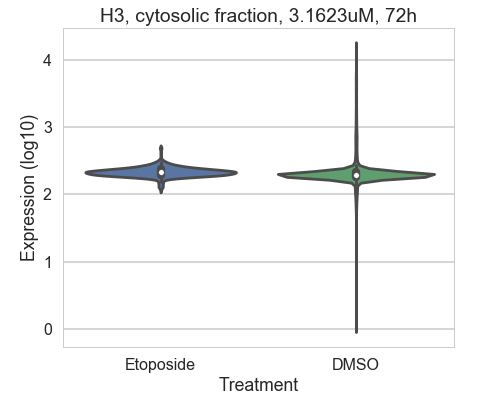 H3, cytosolic fraction, 3.1623uM, 72h
Expression (log10)
4
3
2
1
0
Etoposide
DMSO
Treatment